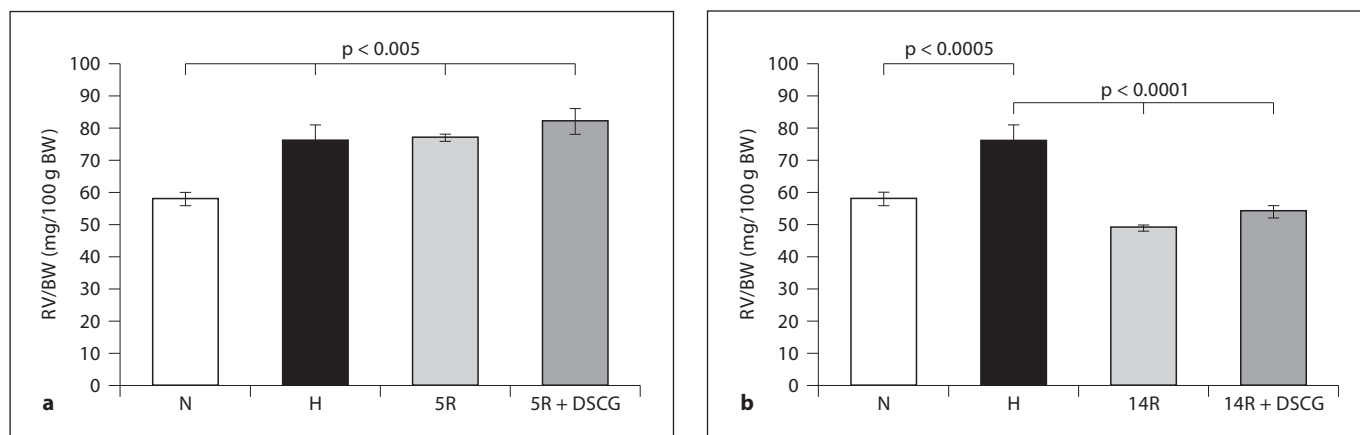 p < 0.005
100
90
80
70
60
50
40
30
20
10
0
RV/BW (mg/100 g BW)
N H 5R 5R + DSCG
a
p < 0.0005
p < 0.0001
100
90
80
70
60
50
40
30
20
10
0
RV/BW (mg/100 g BW)
N H 14R 14R + DSCG
b